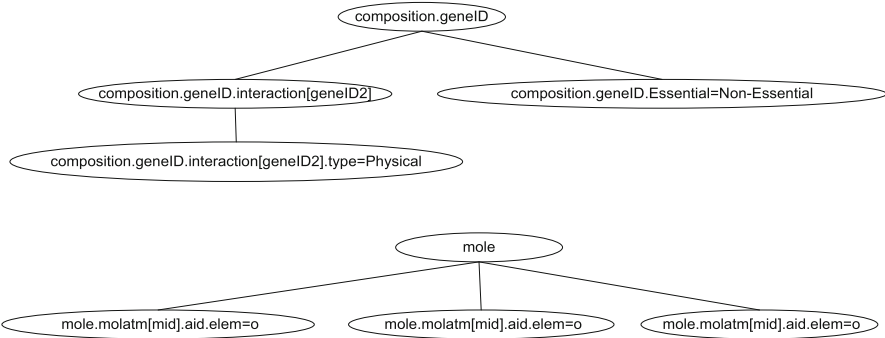 composition.geneID
composition.geneID.interaction[geneID2]
composition.geneID.Essential=Non-Essential
composition.geneID.interaction[geneID2].type=Physical
mole
mole.molatm[mid].aid.elem=o
mole.molatm[mid].aid.elem=o
mole.molatm[mid].aid.elem=o